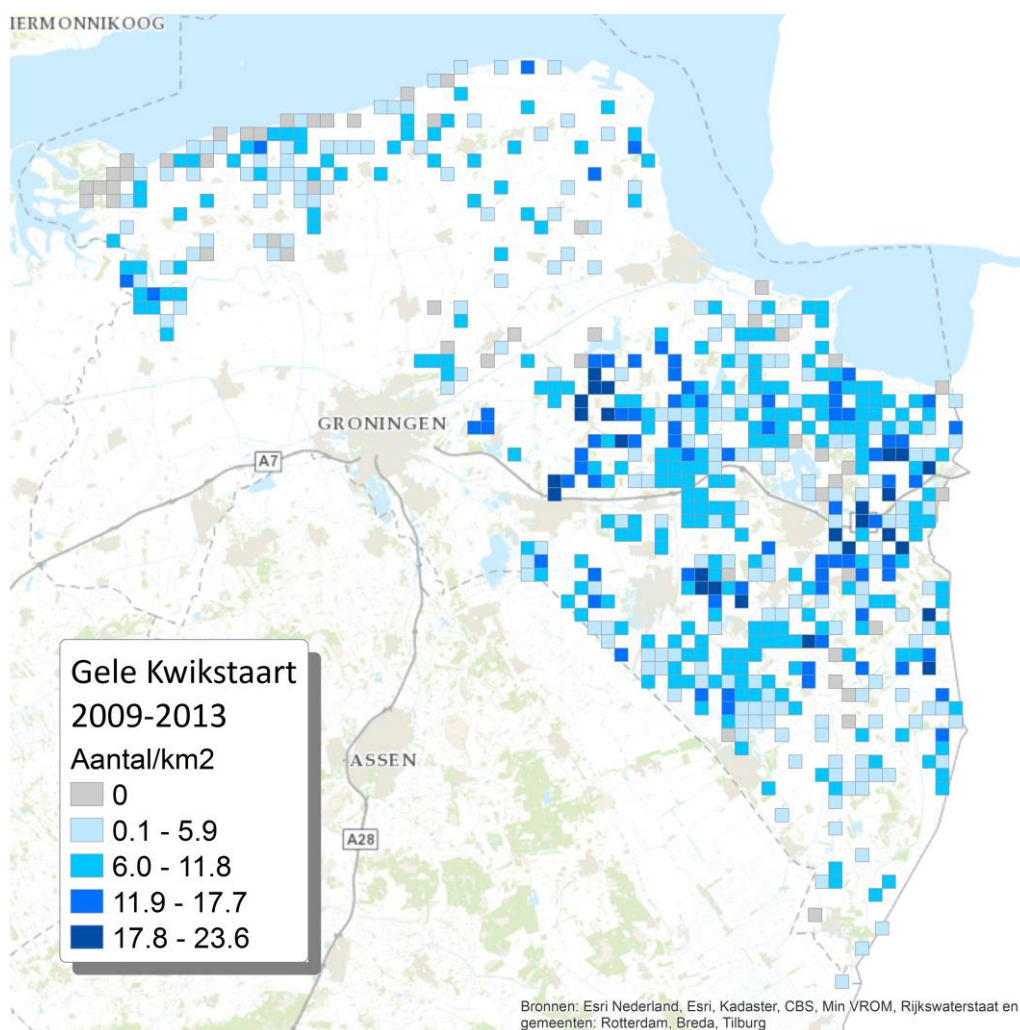 IERMONNIKOOG
GRONINGEN
A7
ASSEN
A28
Gele Kwikstaart
2009-2013
Aantal/km2
0
0.1 - 5.9
6.0 - 11.8
11.9 - 17.7
17.8 - 23.6
Bronnen: Esri Nederland, Esri, Kadaster, CBS, Min VROM, Rijkswaterstaat en
gemeenten: Rotterdam, Breda, Tilburg